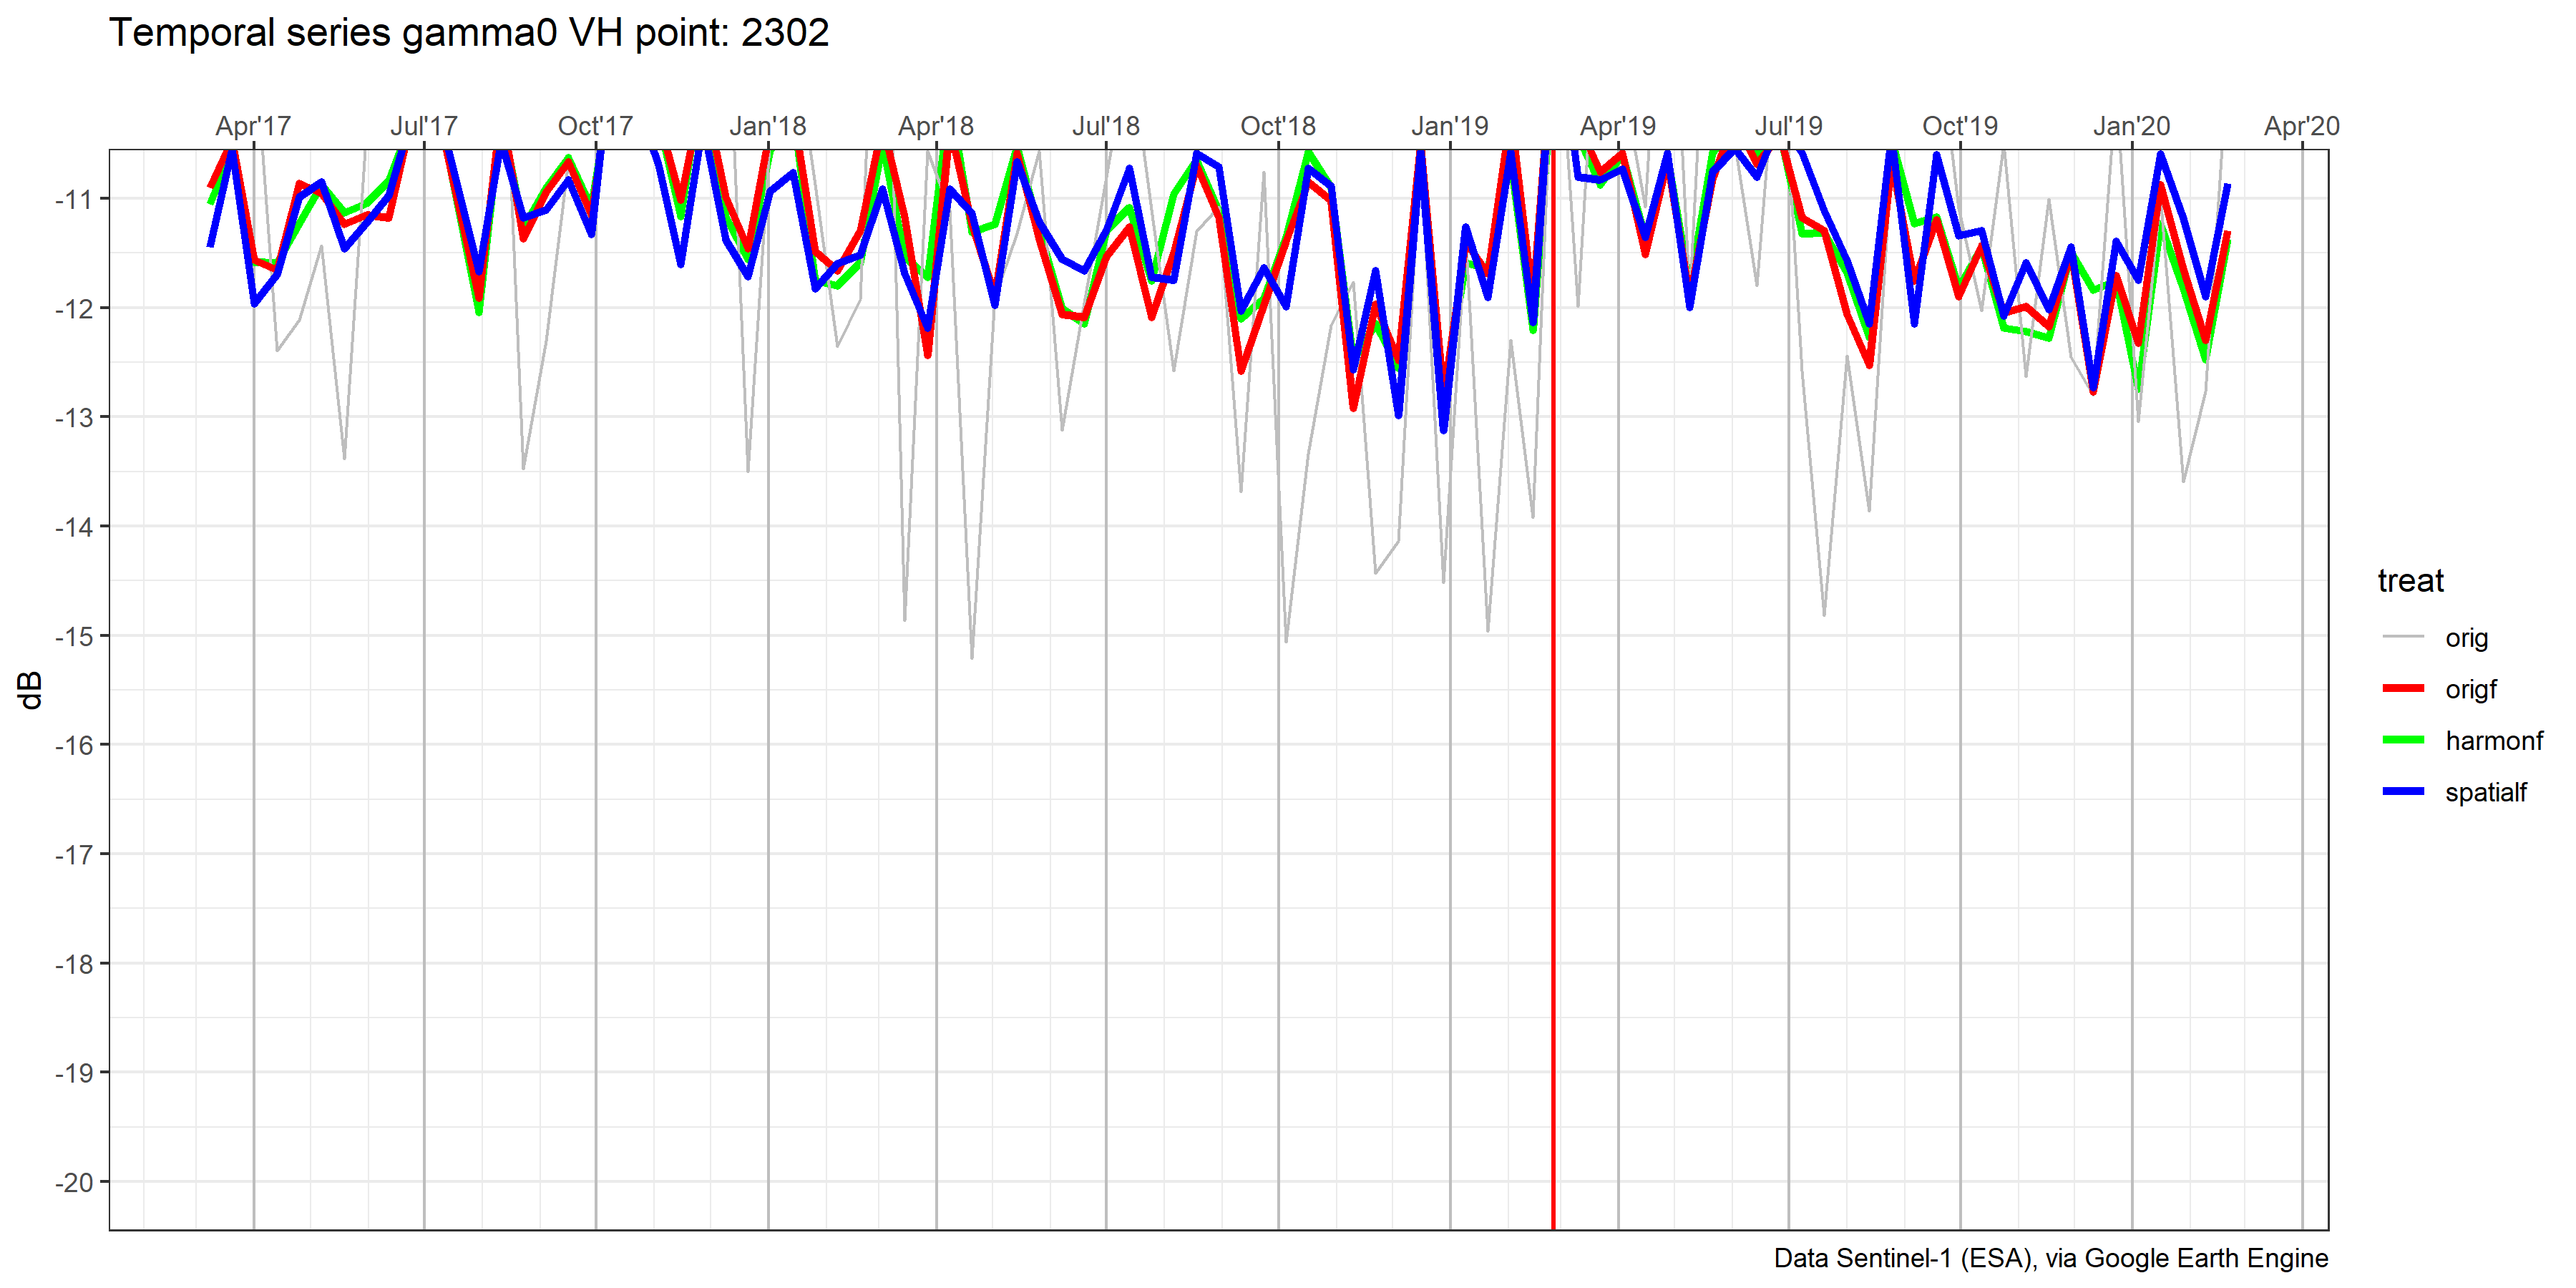 Temporal series gamma0 VH point: 2302
Apr'17 Jul'17 Oct'17 Jan'18 Apr'18 Jul'18 Oct'18 Jan'19 Apr'19 Jul'19 Oct'19 Jan'20 Apr'20
-11
-12
-13
-14
-15
-16
-17
-18
-19
-20
dB
treat
orig
origf
harmonf
spatialf
Data Sentinel-1 (ESA), via Google Earth Engine